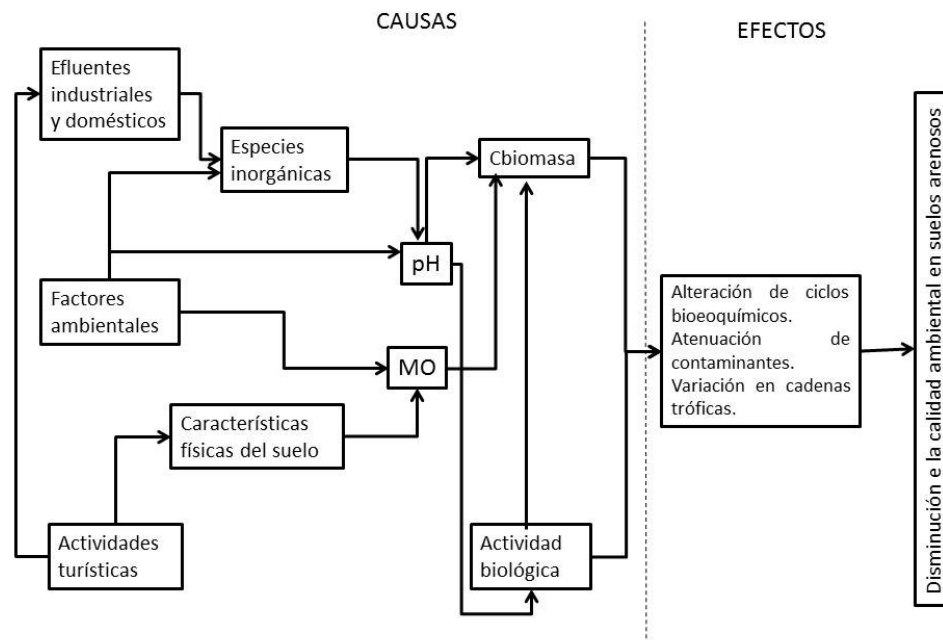 CAUSAS
EFECTOS
Efluentes
industriales
y domésticos
Especies
inorgánicas
Cbiomasa
pH
Factores
ambientales
MO
Características
físicas del suelo
Actividades
turísticas
Actividad
biológica
Alteración de ciclos
bioeoquímicos.
Atenuación de
contaminantes.
Variación en cadenas
tróficas.
Disminución e la calidad ambiental en suelos arenosos